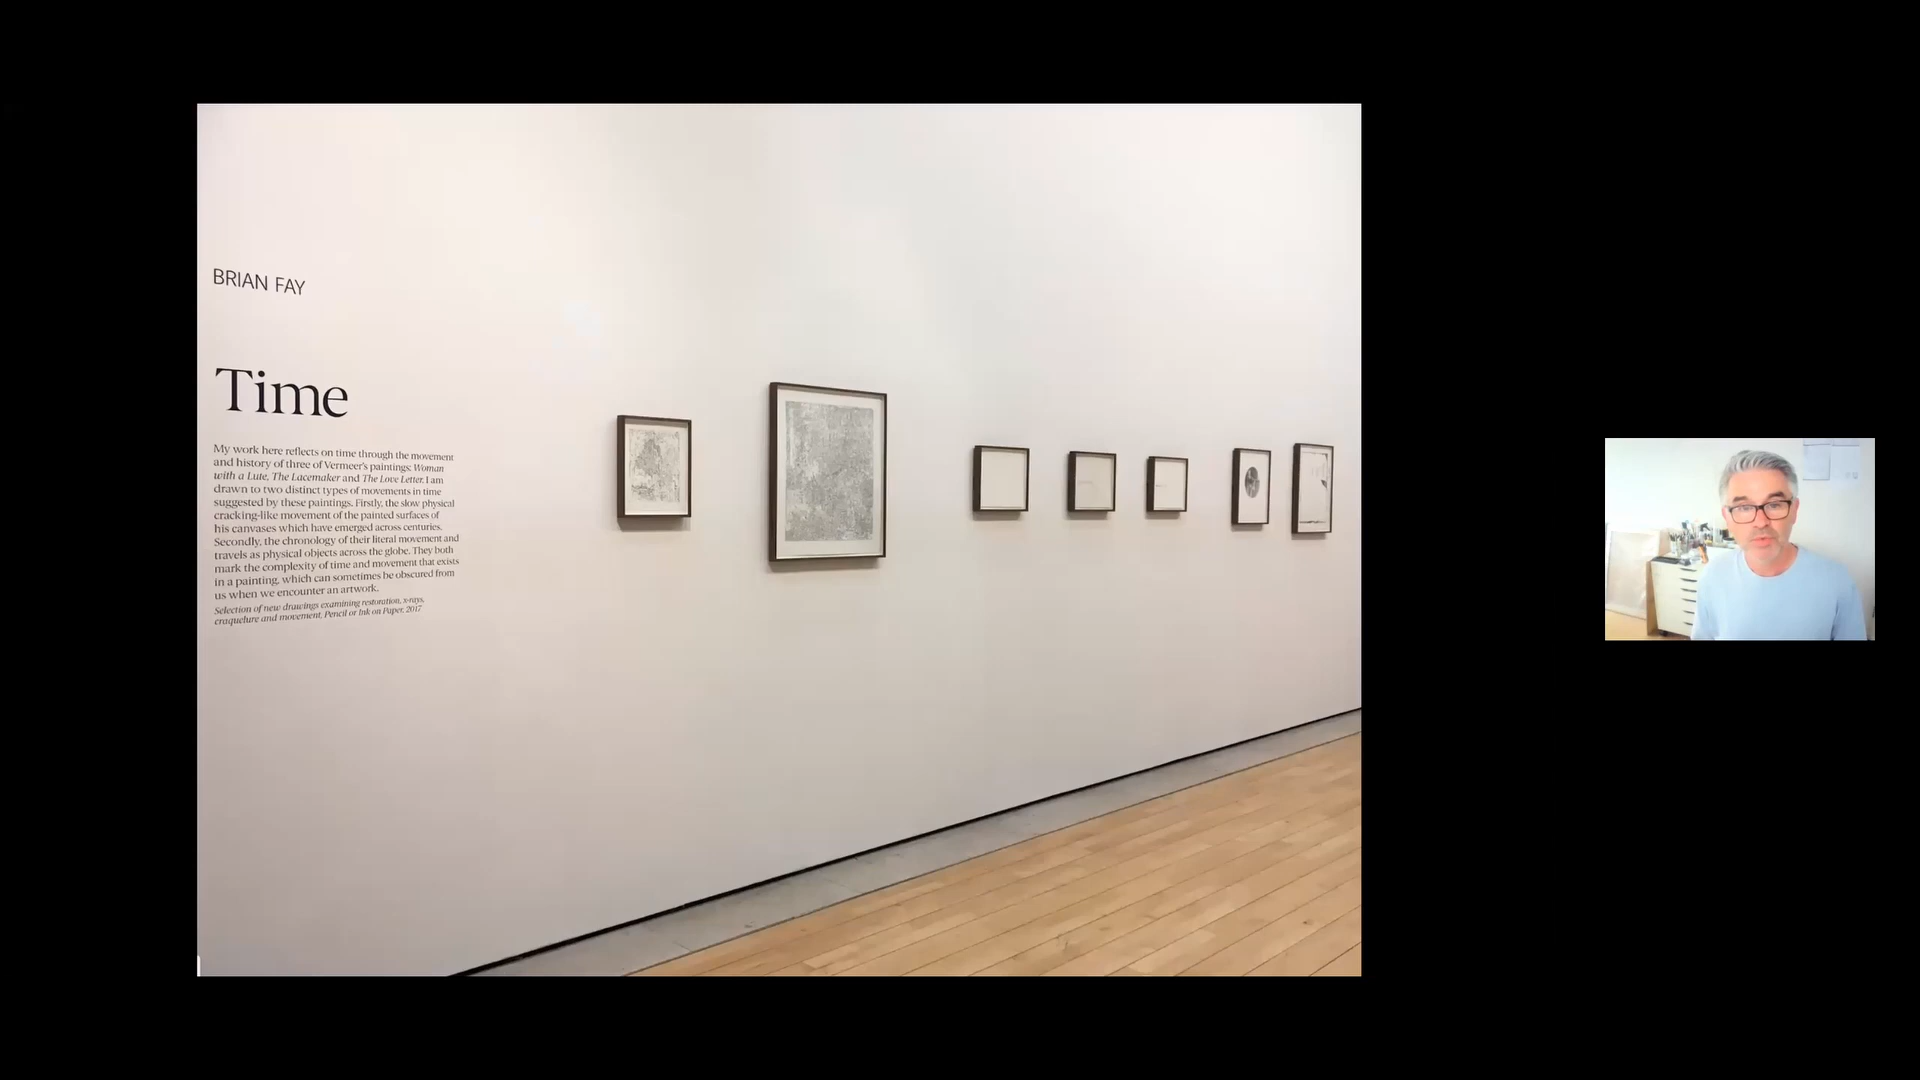 BRIAN FAY
Time
My work here reflects on time through the movement
and history of three of Vermeer's paintings: Woman
with a Lute, The Lacemaker and The Love Letter. I am
drawn to two distinct types of movements in time
suggested by these paintings. Firstly, the slow physical
cracking-like movement of the painted surfaces of
his canvases which have emerged across centuries.
Secondly, the chronology of their literal movement and
travels as physical objects across the globe. They both
mark the complexity of time and movement that exists
in a painting, which can sometimes be obscured from
us when we encounter an artwork.
Selection of new drawings examining restoration, x-rays,
craquelure and movement, Pencil or Ink on Paper, 2017